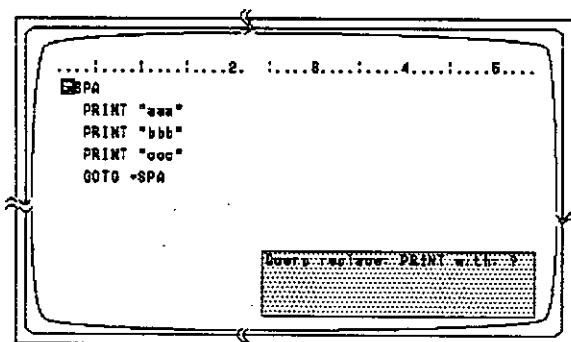 ....:....1....:....2. :....3....:....4....:....5....
*SPA
PRINT "aaa"
PRINT "bbb"
PRINT "ccc"
GOTO *SPA
Query replace: PRINT with: ?